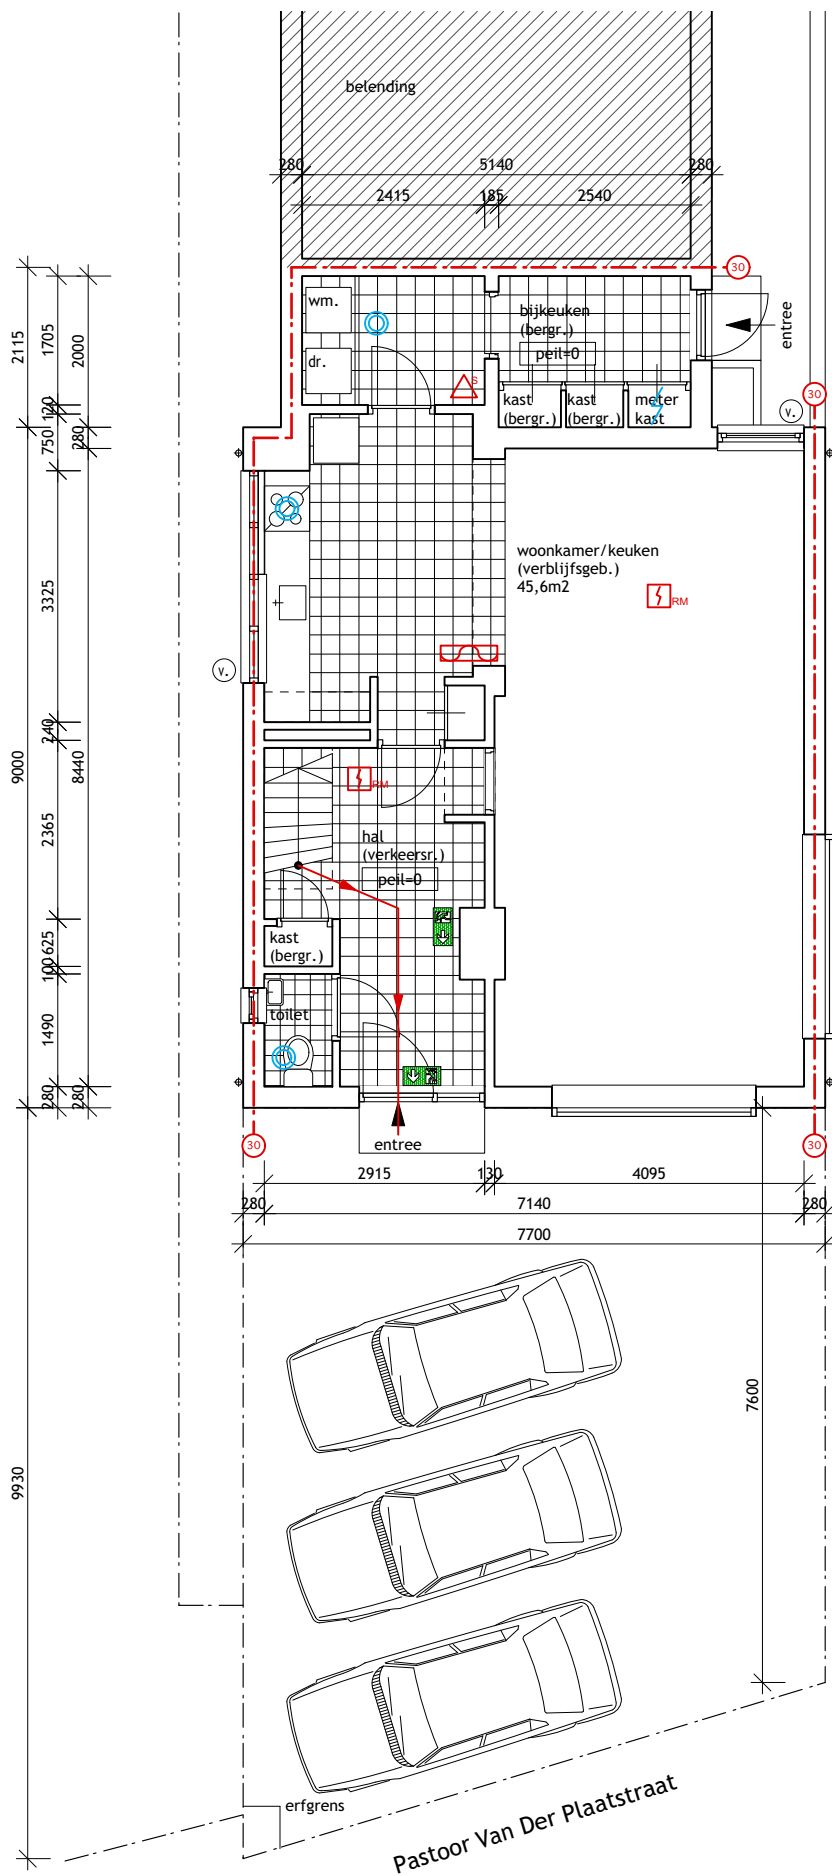 belending
280
5140
280
2415
185
2540
30
wm.
bijkeuken
(bergr.)
peil=0
entree
dr.
S
30
kast
(bergr.)
kast
(bergr.)
meter
kast
v.
2115
1705
2000
120
750
280
woonkamer/keuken
(verblijfsgeb.)
45,6m2
RM
3325
v.
240
9000
8440
RM
2365
hal
(verkeersr.)
peil=0
kast
(bergr.)
625
100
toilet
1490
280
280
30
entree
30
2915
130
4095
280
7140
280
7700
7600
9930
erfgrens
Pastoor Van Der Plaatstraat